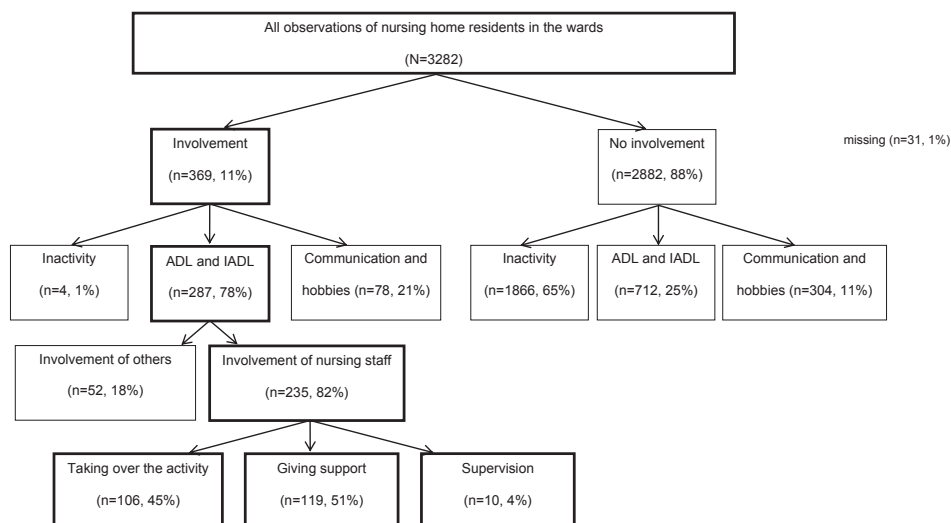 All observations of nursing home residents in the wards
(N=3282)
Involvement
(n=369, 11%)
No involvement
(n=2882, 88%)
missing (n=31, 1%)
Inactivity
(n=4, 1%)
ADL and IADL
(n=287, 78%)
Communication and
hobbies (n=78, 21%)
Inactivity
(n=1866, 65%)
ADL and IADL
(n=712, 25%)
Communication and
hobbies (n=304, 11%)
Involvement of others
(n=52, 18%)
Involvement of nursing staff
(n=235, 82%)
Taking over the activity
(n=106, 45%)
Giving support
(n=119, 51%)
Supervision
(n=10, 4%)